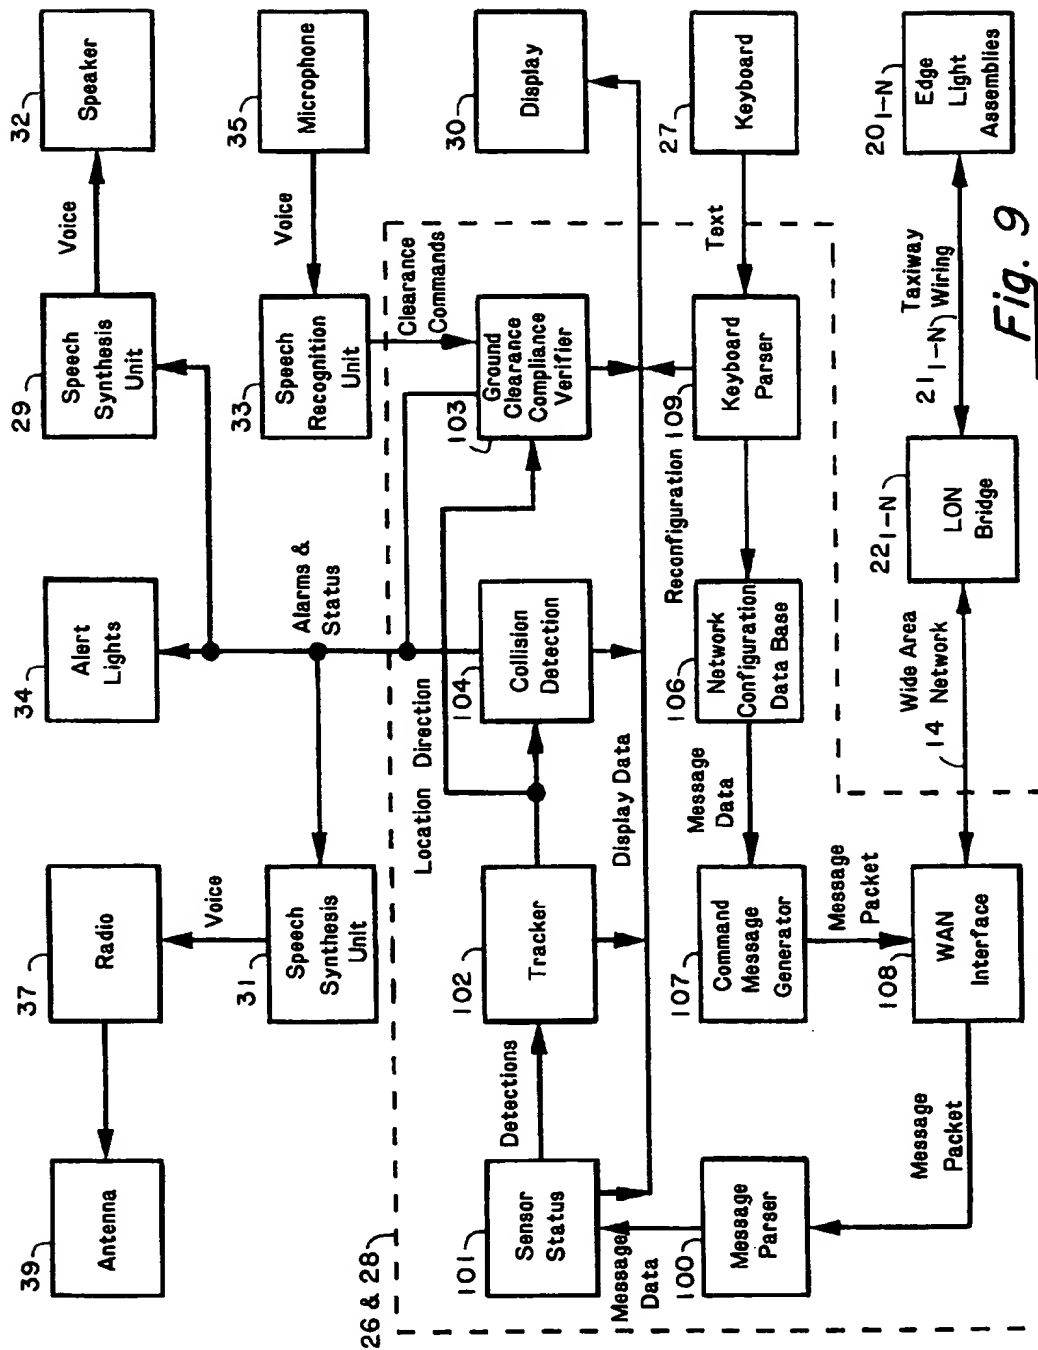 39
Antenna
37
Radio
34
Alert
Lights
29
Speech
Synthesis
Unit
Voice
32
Speaker
31
Speech
Synthesis
Unit
Voice
Alarms &
Status
33
Speech
Recognition
Unit
Voice
35
Microphone
26 & 28
Location Direction
Clearance
Commands
101
Sensor
Status
Detections
102
Tracker
104
Collision
Detection
103
Ground
Clearance
Compliance
Verifier
30
Display
Display Data
Message
Data
100
Message
Parser
107
Command
Message
Generator
Message
Data
106
Network
Configuration
Data Base
Reconfiguration
109
Keyboard
Parser
Text
27
Keyboard
Message
Packet
Message
Packet
108
WAN
Interface
Wide Area
14 Network
22 1-N
LON
Bridge
Taxiway
21 1-N Wiring
20 1-N
Edge
Light
Assemblies
Fig. 9